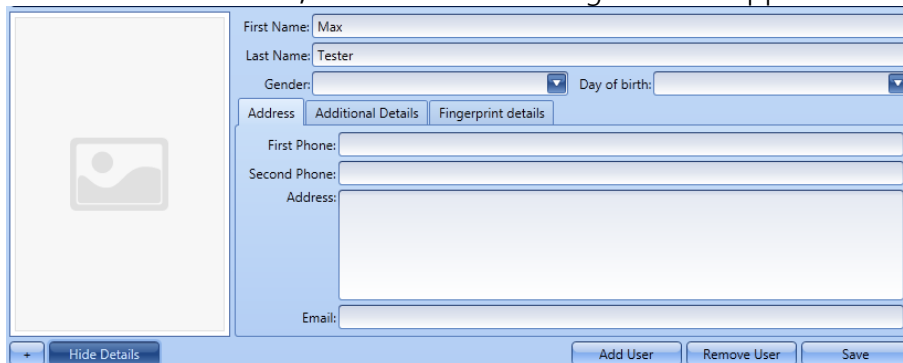 First Name: Max
Last Name: Tester
Gender: Day of birth:
Address Additional Details Fingerprint details
First Phone:
Second Phone:
Address:
Email:
+ Hide Details Add User Remove User Save